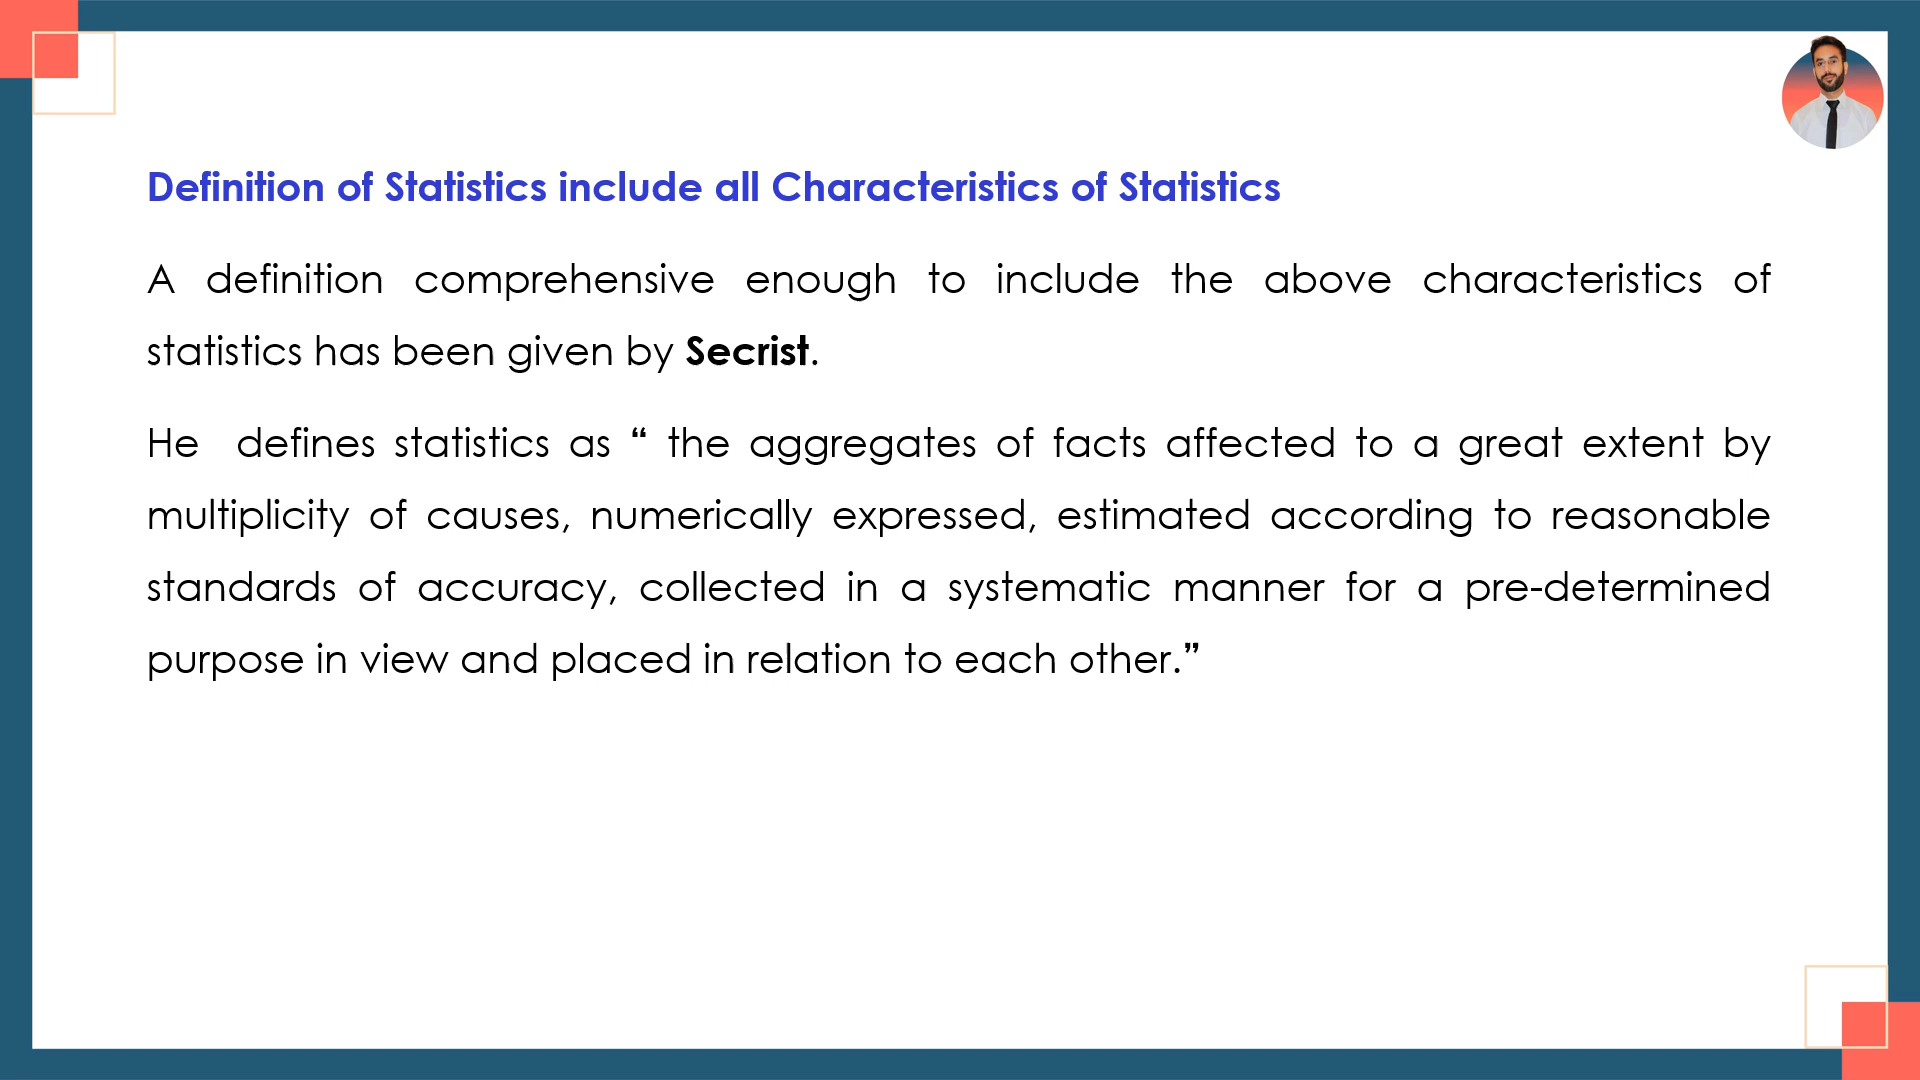 Definition of Statistics include all Characteristics of Statistics
A definition comprehensive enough to include the above characteristics of
statistics has been given by Secrist.
He defines statistics as “ the aggregates of facts affected to a great extent by
multiplicity of causes, numerically expressed, estimated according to reasonable
standards of accuracy, collected in a systematic manner for a pre-determined
purpose in view and placed in relation to each other.”